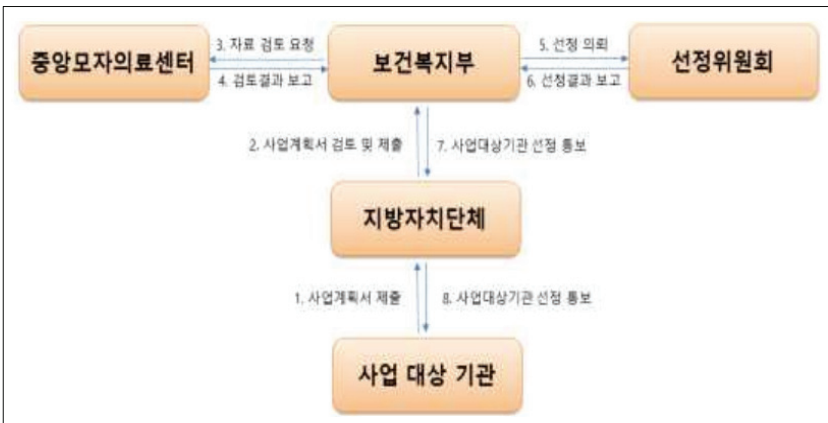 3. 자료 검토 요청
5. 선정 의뢰
중앙모자의료센터
보건복지부
선정위원회
4. 검토결과 보고
6. 선정결과 보고
2. 사업계획서 검토 및 제출
7. 사업대상기관 선정 통보
지방자치단체
1. 사업계획서 제출
8. 사업대상기관 선정 통보
사업 대상 기관